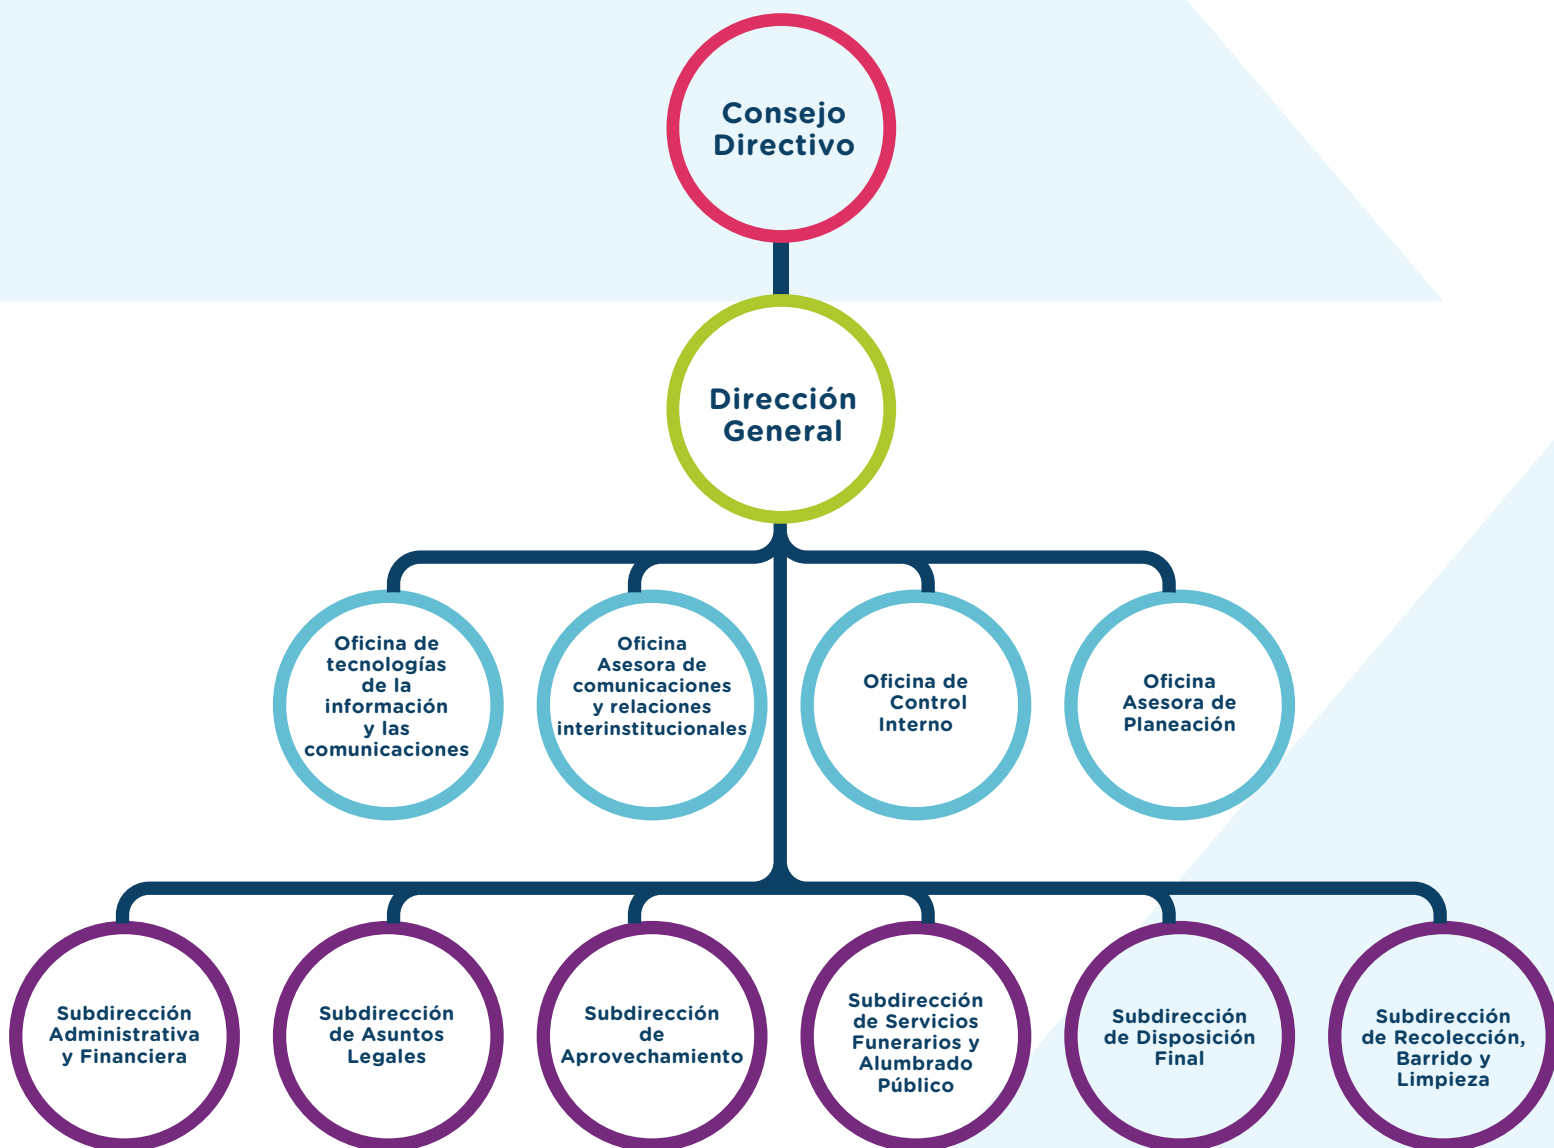 Consejo
Directivo
Dirección
General
Oficina de
tecnologías
de la
información
y las
comunicaciones
Oficina
Asesora de
comunicaciones
y relaciones
interinstitucionales
Oficina de
Control
Interno
Oficina
Asesora de
Planeación
Subdirección
Administrativa
y Financiera
Subdirección
de Asuntos
Legales
Subdirección
de
Aprovechamiento
Subdirección
de Servicios
Funerarios y
Alumbrado
Público
Subdirección
de Disposición
Final
Subdirección
de Recolección,
Barrido y
Limpieza